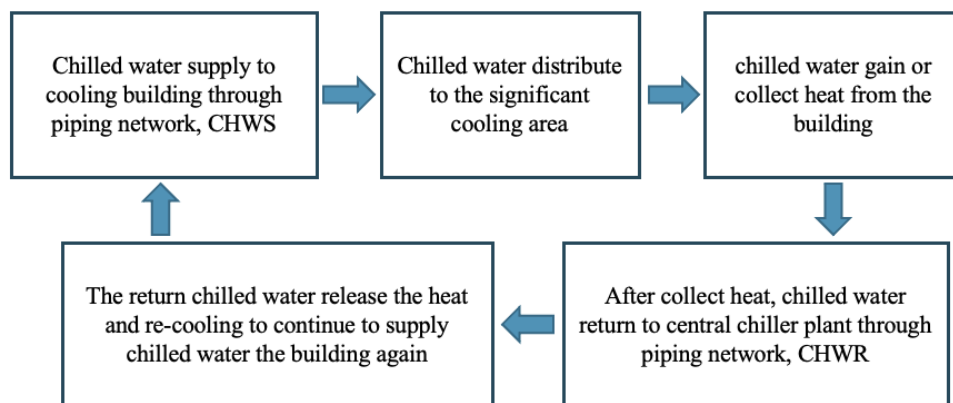 Chilled water supply to
cooling building through
piping network, CHWS
Chilled water distribute
to the significant
cooling area
chilled water gain or
collect heat from the
building
After collect heat, chilled water
return to central chiller plant through
piping network, CHWR
The return chilled water release the heat
and re-cooling to continue to supply
chilled water the building again